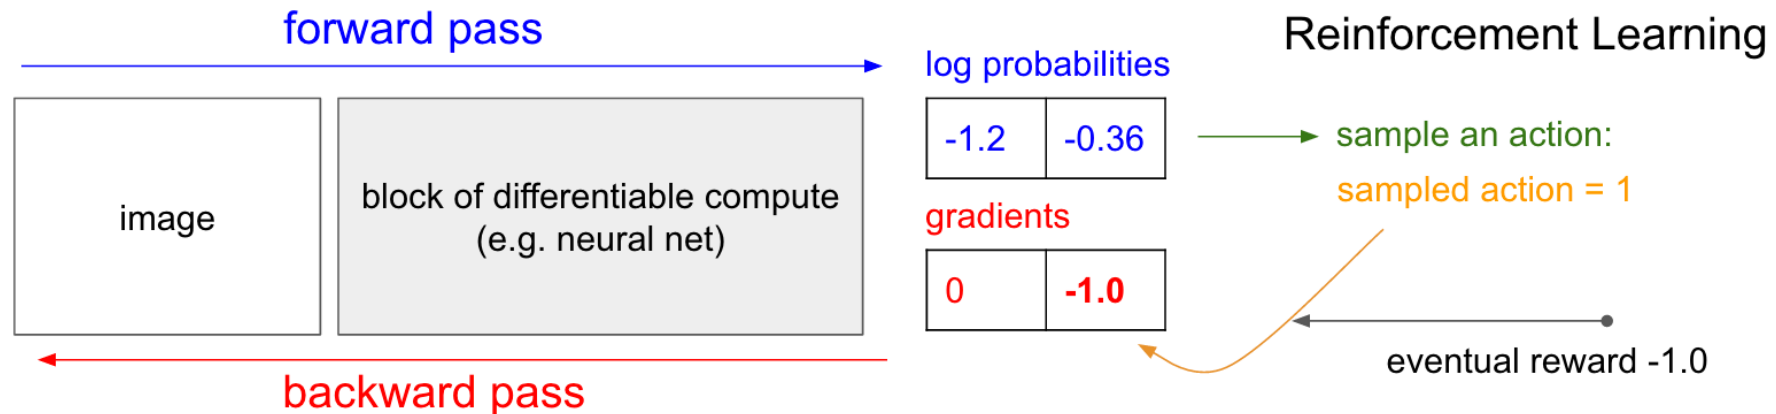 forward pass
Reinforcement Learning
log probabilities
-1.2 -0.36
sample an action:
sampled action = 1
image
block of differentiable compute
(e.g. neural net)
gradients
0 -1.0
eventual reward -1.0
backward pass